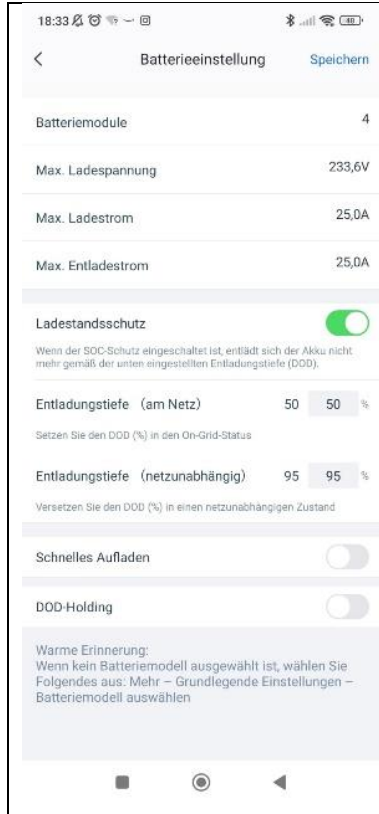 18:33
Batterieeinstellung
Speichern
Batteriemodule 4
Max. Ladespannung 233,6V
Max. Ladestrom 25,0A
Max. Entladestrom 25,0A
Ladestandsschutz
Wenn der SOC-Schutz eingeschaltet ist, entlädt sich der Akku nicht
mehr gemäß der unten eingestellten Entladungstiefe (DOD).
Entladungstiefe (am Netz) 50 50 %
Setzen Sie den DOD (%) in den On-Grid-Status
Entladungstiefe (netzunabhängig) 95 95 %
Versetzen Sie den DOD (%) in einen netzunabhängigen Zustand
Schnelles Aufladen
DOD-Holding
Warme Erinnerung:
Wenn kein Batteriemodell ausgewählt ist, wählen Sie
Folgendes aus: Mehr – Grundlegende Einstellungen –
Batteriemodell auswählen